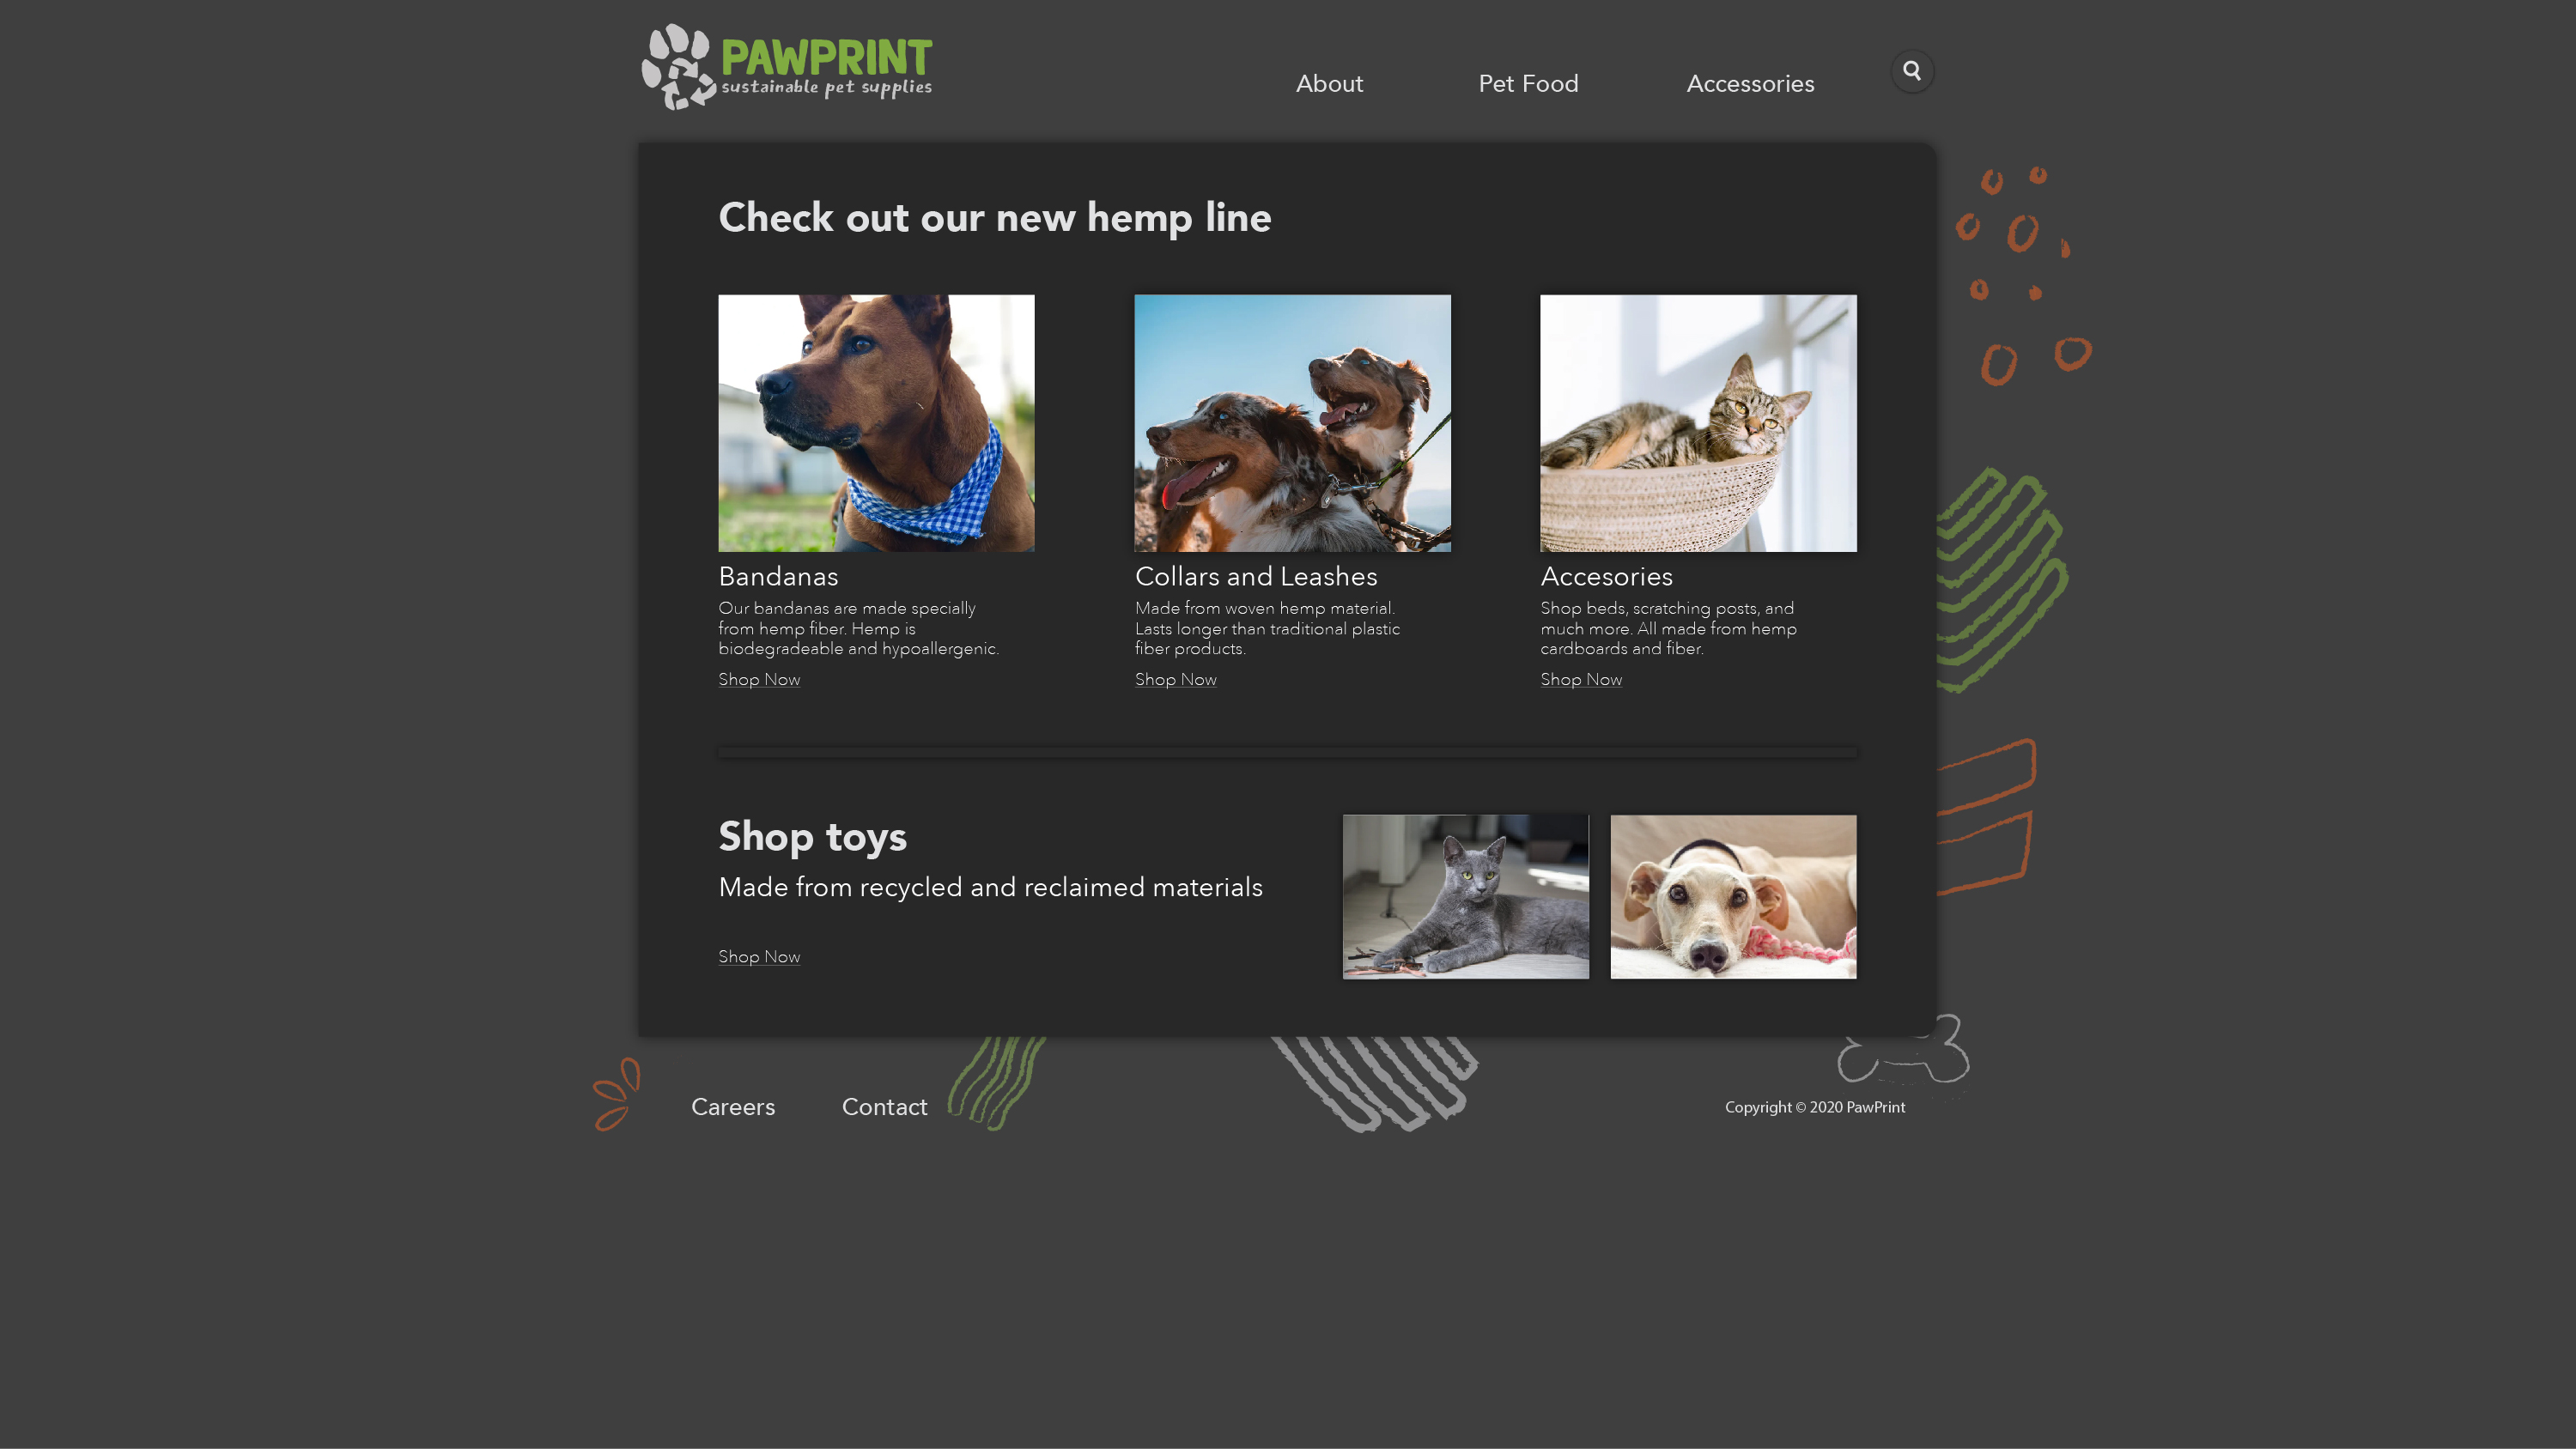 PAWPRINT
sustainable pet supplies
About
Pet Food
Accessories
Check out our new hemp line
Bandanas
Our bandanas are made specially
from hemp fiber. Hemp is
biodegradeable and hypoallergenic.
Shop Now
Collars and Leashes
Made from woven hemp material.
Lasts longer than traditional plastic
fiber products.
Shop Now
Accesories
Shop beds, scratching posts, and
much more. All made from hemp
cardboards and fiber.
Shop Now
Shop toys
Made from recycled and reclaimed materials
Shop Now
Careers
Contact
Copyright © 2020 PawPrint